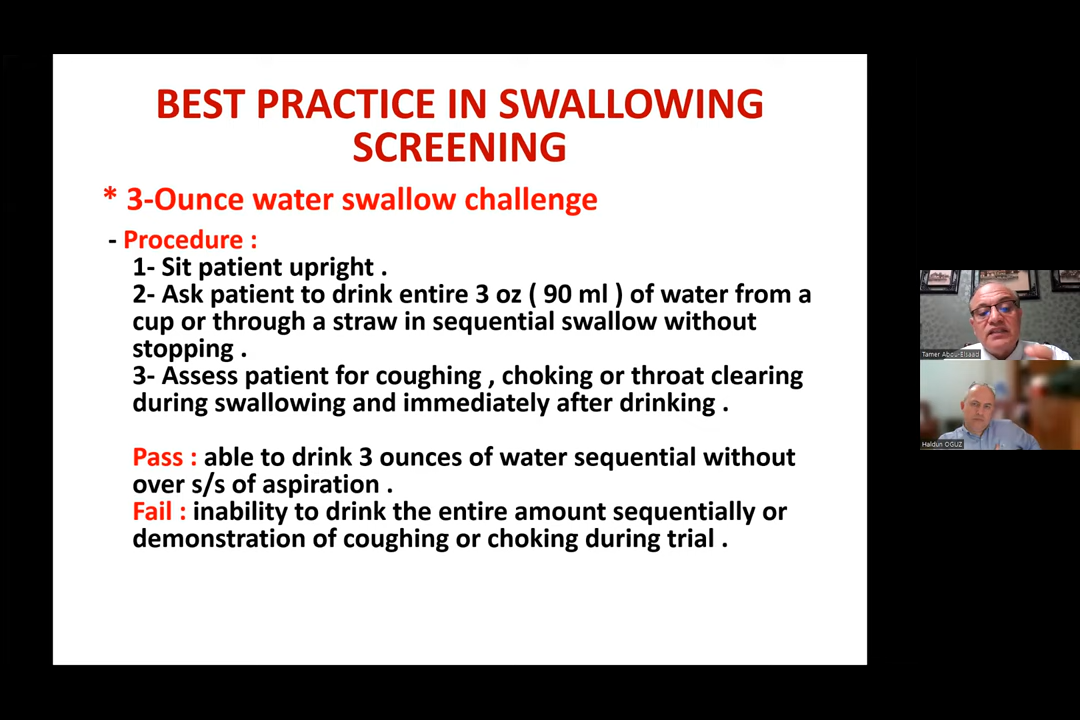 BEST PRACTICE IN SWALLOWING
SCREENING
* 3-Ounce water swallow challenge
- Procedure :
1- Sit patient upright .
2- Ask patient to drink entire 3 oz ( 90 ml ) of water from a
cup or through a straw in sequential swallow without
stopping .
3- Assess patient for coughing , choking or throat clearing
during swallowing and immediately after drinking .
Pass : able to drink 3 ounces of water sequential without
over s/s of aspiration .
Fail : inability to drink the entire amount sequentially or
demonstration of coughing or choking during trial .
Tamer Abou-Elsaad
Haldun OGUZ